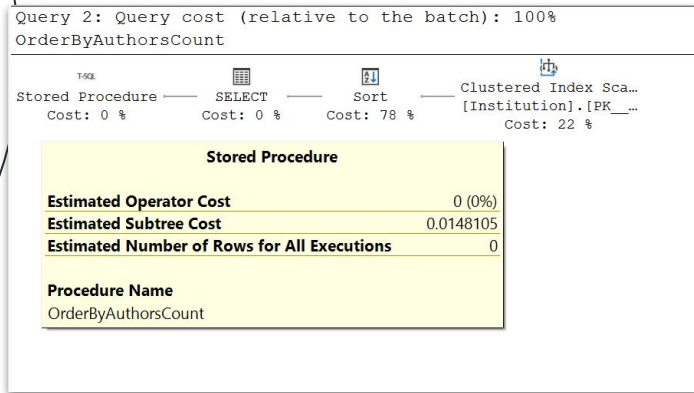 Query 2: Query cost (relative to the batch): 100%
OrderByAuthorsCount
T-SQL
Stored Procedure
Cost: 0 %
SELECT
Cost: 0 %
Sort
Cost: 78 %
Clustered Index Sca…
[Institution].[PK__…
Cost: 22 %
Stored Procedure
Estimated Operator Cost 0 (0%)
Estimated Subtree Cost 0.0148105
Estimated Number of Rows for All Executions 0
Procedure Name
OrderByAuthorsCount